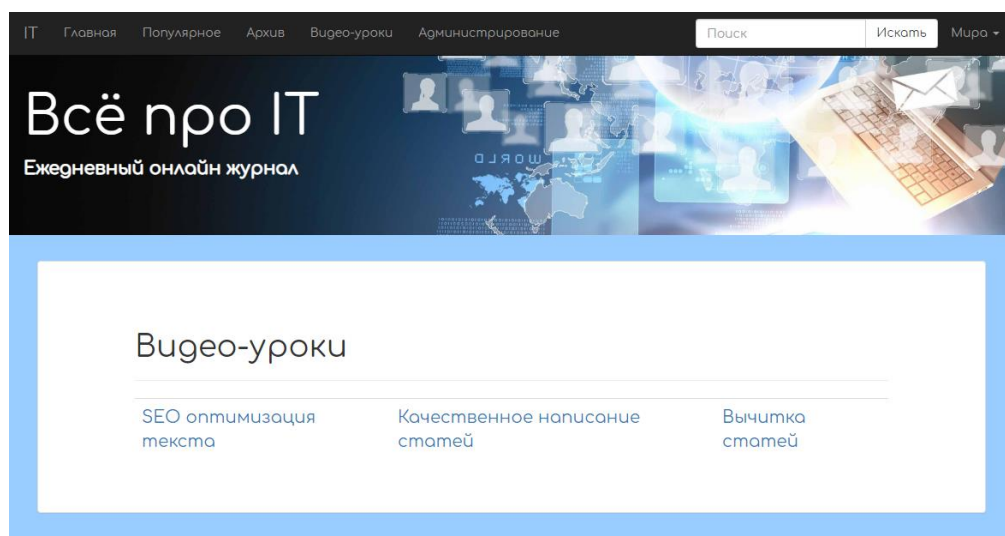 IT Главная Популярное Архив Видео-уроки Администрирование Поиск Искать Мира
Всё про IT
Ежедневный онлайн журнал
WORLD
Видео-уроки
SEO оптимизация текста
Качественное написание статей
Вычитка статей